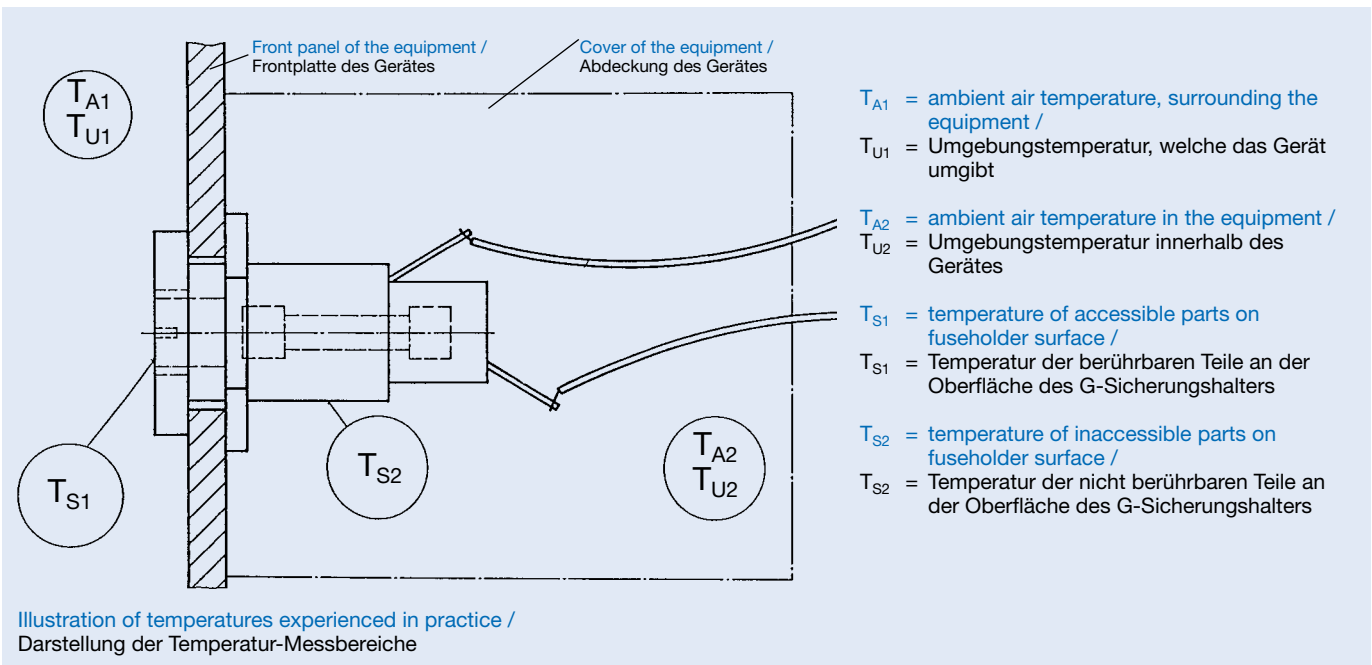 Front panel of the equipment /
Frontplatte des Gerätes
Cover of the equipment /
Abdeckung des Gerätes
TA1
TU1
TS1
TS2
TA2
TU2
TA1 = ambient air temperature, surrounding the
equipment /
TU1 = Umgebungstemperatur, welche das Gerät
umgibt
TA2 = ambient air temperature in the equipment /
TU2 = Umgebungstemperatur innerhalb des
Gerätes
TS1 = temperature of accessible parts on
fuseholder surface /
TS1 = Temperatur der berührbaren Teile an der
Oberfläche des G-Sicherungshalters
TS2 = temperature of inaccessible parts on
fuseholder surface /
TS2 = Temperatur der nicht berührbaren Teile an
der Oberfläche des G-Sicherungshalters
Illustration of temperatures experienced in practice /
Darstellung der Temperatur-Messbereiche